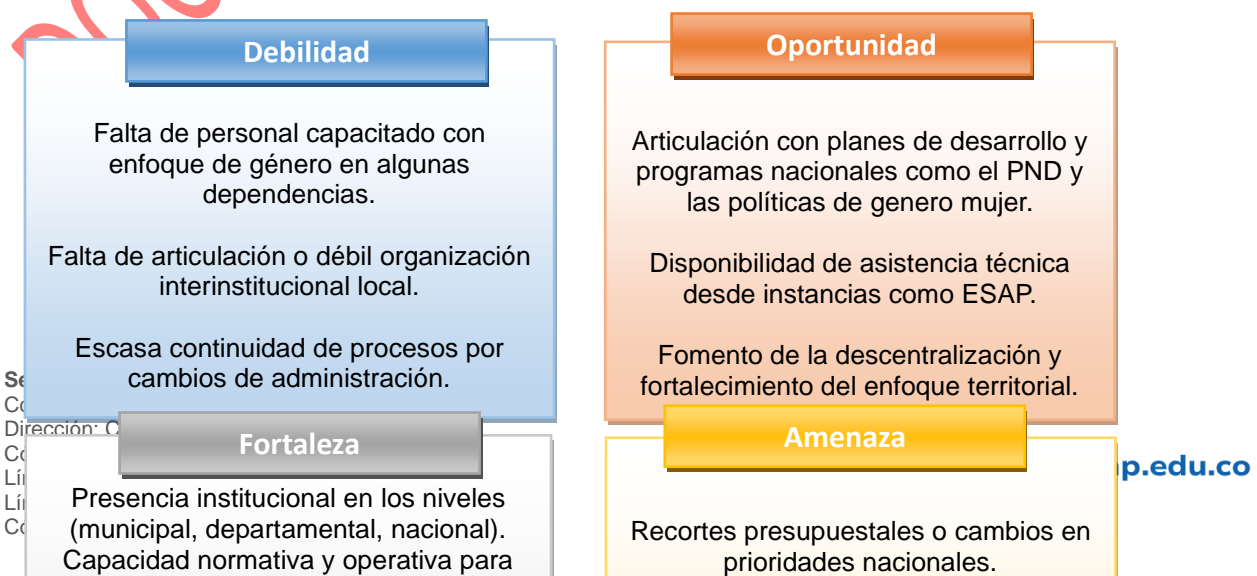 Debilidad
Falta de personal capacitado con
enfoque de género en algunas
dependencias.
Falta de articulación o débil organización
interinstitucional local.
Escasa continuidad de procesos por
cambios de administración.
Oportunidad
Articulación con planes de desarrollo y
programas nacionales como el PND y
las políticas de genero mujer.
Disponibilidad de asistencia técnica
desde instancias como ESAP.
Fomento de la descentralización y
fortalecimiento del enfoque territorial.
Dirección:
Fortaleza
Presencia institucional en los niveles
(municipal, departamental, nacional).
Capacidad normativa y operativa para
Amenaza
Recortes presupuestales o cambios en
prioridades nacionales.
p.edu.co